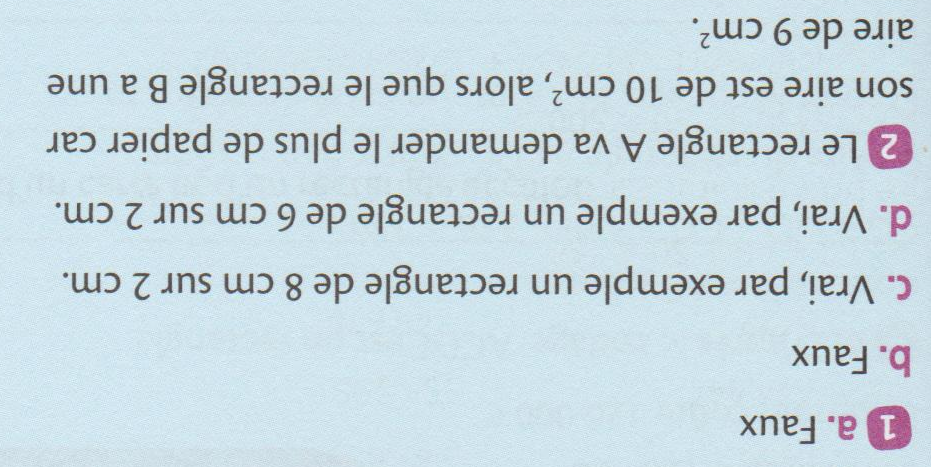 1 a. Faux
b. Faux
c. Vrai, par exemple un rectangle de 8 cm sur 2 cm.
d. Vrai, par exemple un rectangle de 6 cm sur 2 cm.
2 Le rectangle A va demander le plus de papier car
son aire est de 10 cm², alors que le rectangle B a une
aire de 9 cm².